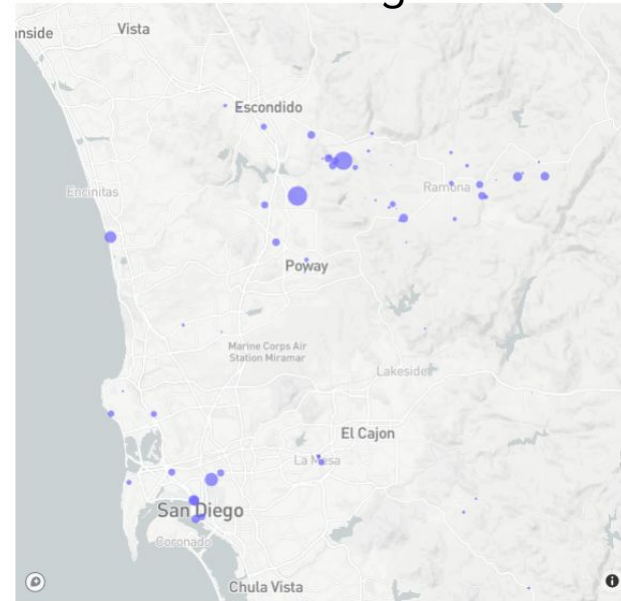 g
nside
Vista
Escondido
Encinitas
Ramona
Poway
Marine Corps Air
Station Miramar
Lakeside
El Cajon
La Mesa
San Diego
Coronado
Chula Vista
i